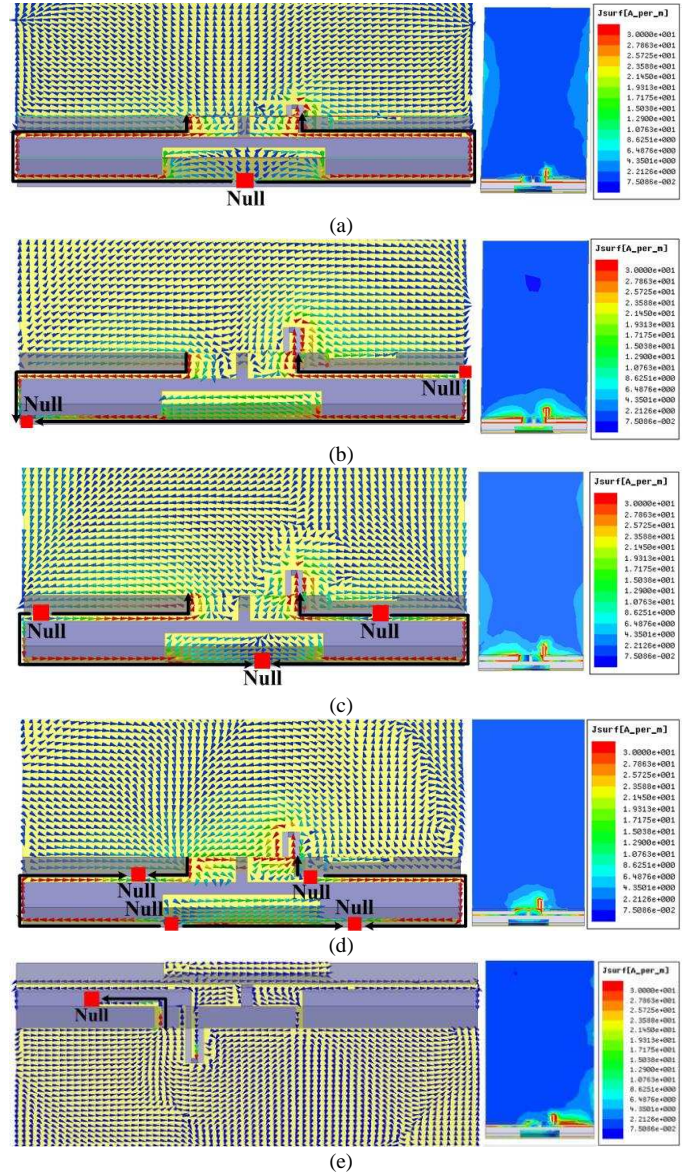 Jsurf[A_per_m]
3.0000e+001
2.7863e+001
2.5725e+001
2.3588e+001
2.1450e+001
1.9313e+001
1.7175e+001
1.5038e+001
1.2900e+001
1.0763e+001
8.6251e+000
6.4876e+000
4.3501e+000
2.2126e+000
7.5086e-002
Null
(a)
Jsurf[A_per_m]
3.0000e+001
2.7863e+001
2.5725e+001
2.3588e+001
2.1450e+001
1.9313e+001
1.7175e+001
1.5038e+001
1.2900e+001
1.0763e+001
8.6251e+000
6.4876e+000
4.3501e+000
2.2126e+000
7.5086e-002
Null
Null
(b)
Jsurf[A_per_m]
3.0000e+001
2.7863e+001
2.5725e+001
2.3588e+001
2.1450e+001
1.9313e+001
1.7175e+001
1.5038e+001
1.2900e+001
1.0763e+001
8.6251e+000
6.4876e+000
4.3501e+000
2.2126e+000
7.5086e-002
Null
Null
Null
(c)
Jsurf[A_per_m]
3.0000e+001
2.7863e+001
2.5725e+001
2.3588e+001
2.1450e+001
1.9313e+001
1.7175e+001
1.5038e+001
1.2900e+001
1.0763e+001
8.6251e+000
6.4876e+000
4.3501e+000
2.2126e+000
7.5086e-002
Null
Null
Null
Null
(d)
Jsurf[A_per_m]
3.0000e+001
2.7863e+001
2.5725e+001
2.3588e+001
2.1450e+001
1.9313e+001
1.7175e+001
1.5038e+001
1.2900e+001
1.0763e+001
8.6251e+000
6.4876e+000
4.3501e+000
2.2126e+000
7.5086e-002
Null
(e)